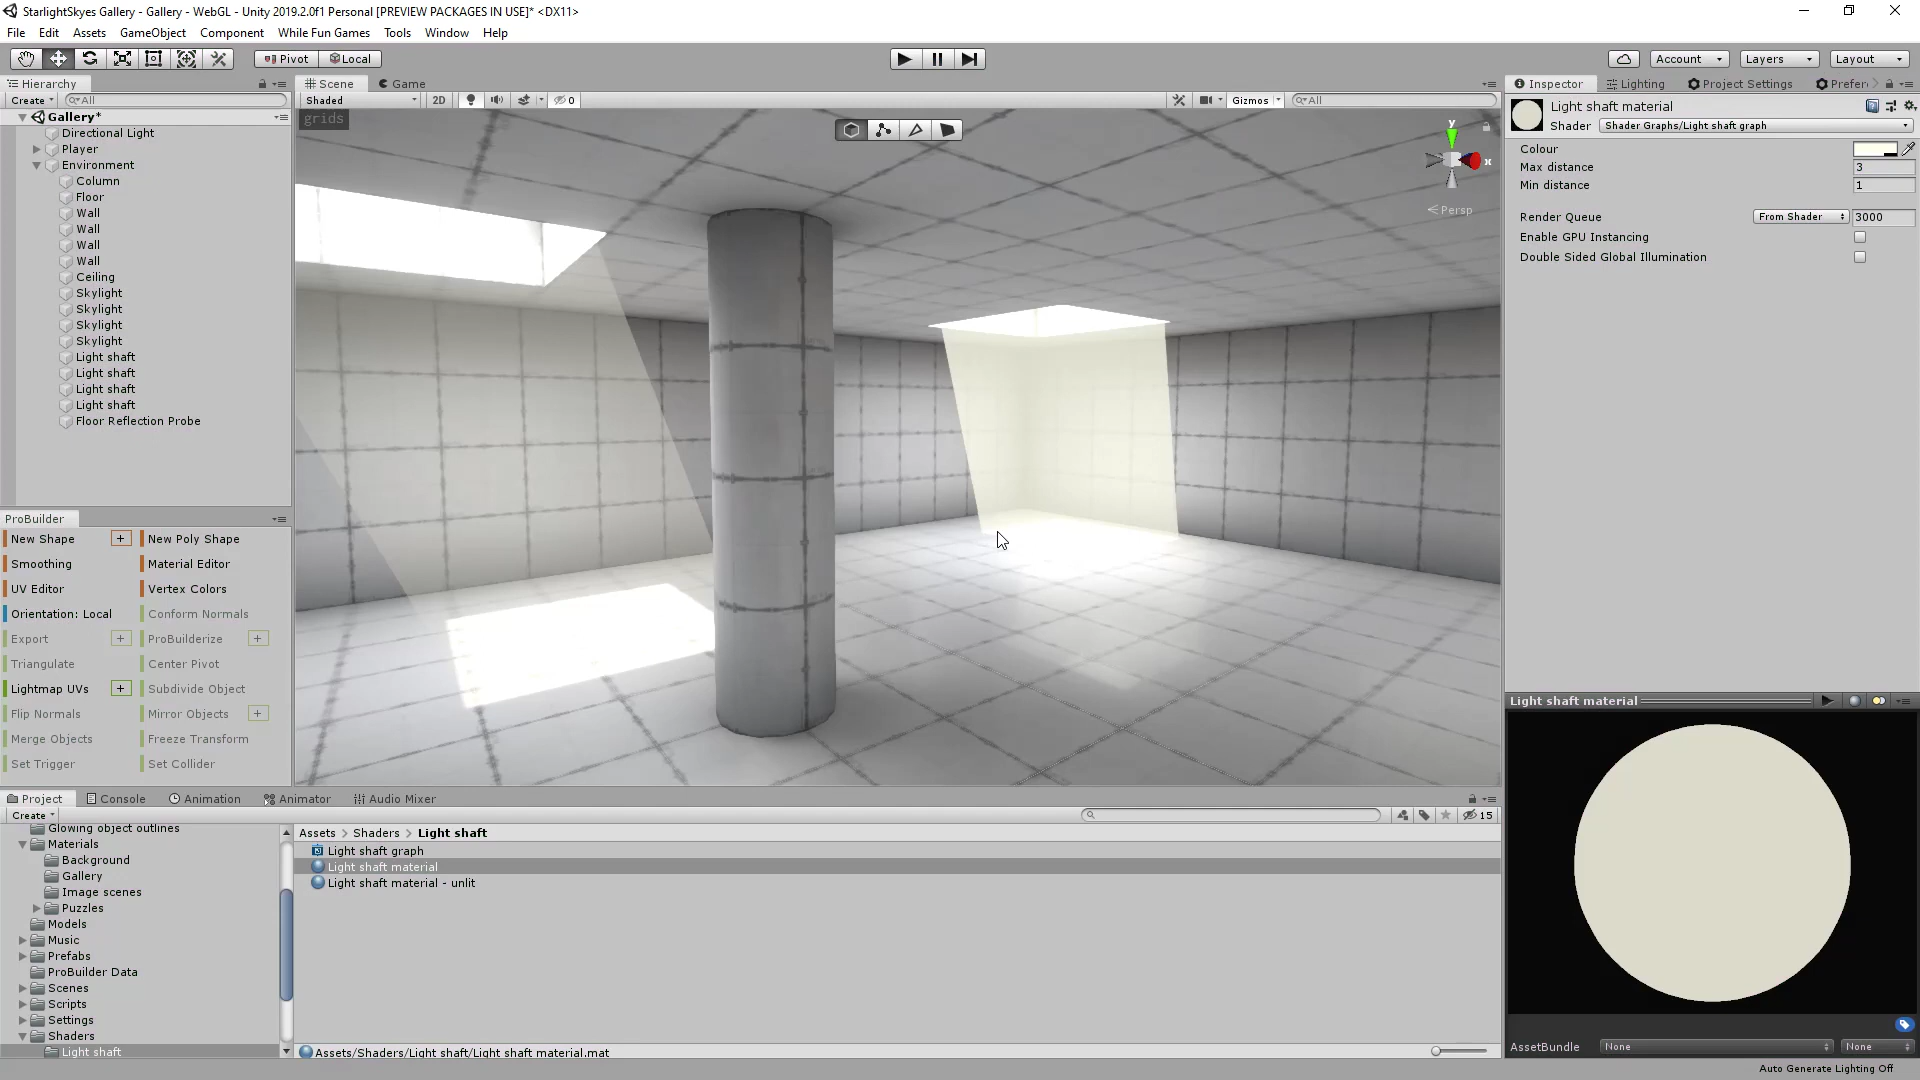 StarlightSkyes Gallery - Gallery - WebGL - Unity 2019.2.0f1 Personal [PREVIEW PACKAGES IN USE]* <DX11>
File Edit Assets GameObject Component While Fun Games Tools Window Help
Pivot Local Account Layers Layout
Hierarchy
Create All
Gallery*
Directional Light
Player
Environment
Column
Floor
Wall
Wall
Wall
Wall
Ceiling
Skylight
Skylight
Skylight
Skylight
Light shaft
Light shaft
Light shaft
Light shaft
Floor Reflection Probe
Scene Game
Shaded 2D 0 Gizmos All
grids
y
x
Persp
Inspector Lighting Project Settings Prefer
Light shaft material
Shader Shader Graphs/Light shaft graph
Colour
Max distance 3
Min distance 1
Render Queue From Shader 3000
Enable GPU Instancing
Double Sided Global Illumination
ProBuilder
New Shape + New Poly Shape
Smoothing Material Editor
UV Editor Vertex Colors
Orientation: Local Conform Normals
Export + ProBuilderize +
Triangulate Center Pivot
Lightmap UVs + Subdivide Object
Flip Normals Mirror Objects +
Merge Objects Freeze Transform
Set Trigger Set Collider
Project Console Animation Animator Audio Mixer
Create 15
Glowing object outlines
Materials
Background
Gallery
Image scenes
Puzzles
Models
Music
Prefabs
ProBuilder Data
Scenes
Scripts
Settings
Shaders
Light shaft
Assets > Shaders > Light shaft
Light shaft graph
Light shaft material
Light shaft material - unlit
Assets/Shaders/Light shaft/Light shaft material.mat
Light shaft material
AssetBundle None None
Auto Generate Lighting Off